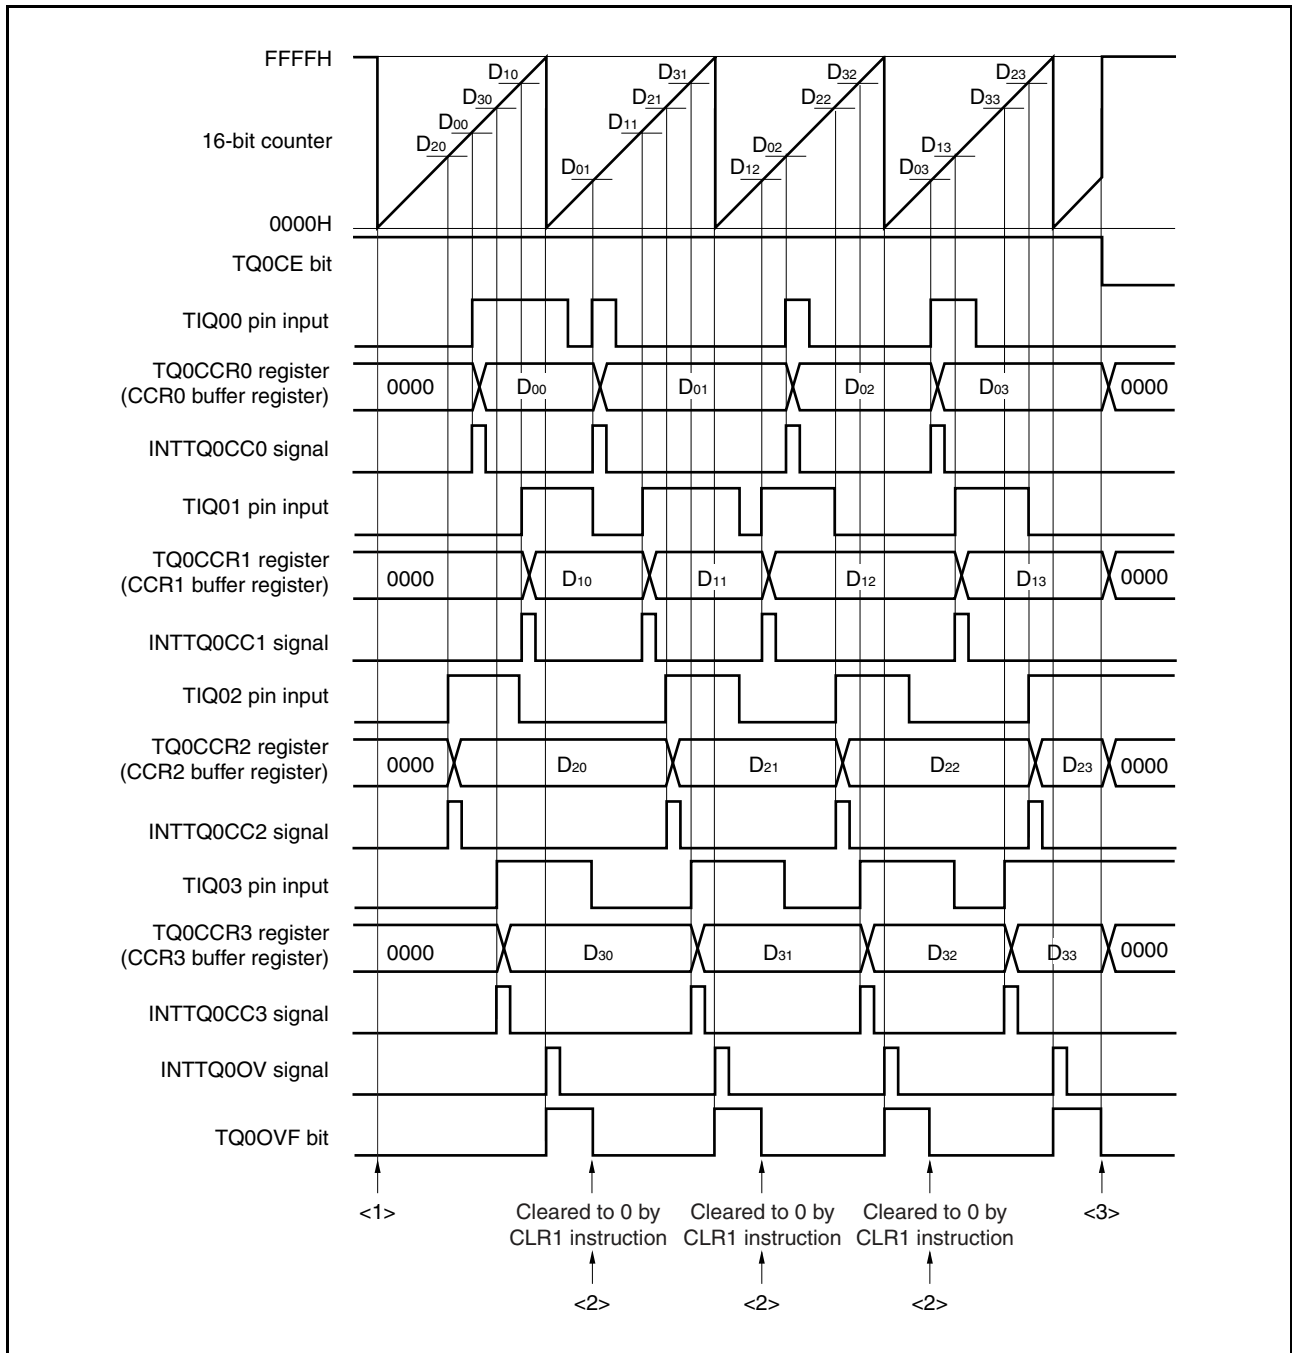 FFFFH
D10
D31
D32
D23
D30
D21
D22
D33
D00
D11
16-bit counter
D20
D02
D13
D01
D12
D03
0000H
TQ0CE bit
TIQ00 pin input
TQ0CCR0 register
(CCR0 buffer register)
0000 D00 D01 D02 D03 0000
INTTQ0CC0 signal
TIQ01 pin input
TQ0CCR1 register
(CCR1 buffer register)
0000 D10 D11 D12 D13 0000
INTTQ0CC1 signal
TIQ02 pin input
TQ0CCR2 register
(CCR2 buffer register)
0000 D20 D21 D22 D23 0000
INTTQ0CC2 signal
TIQ03 pin input
TQ0CCR3 register
(CCR3 buffer register)
0000 D30 D31 D32 D33 0000
INTTQ0CC3 signal
INTTQ0OV signal
TQ0OVF bit
<1>
Cleared to 0 by
CLR1 instruction
Cleared to 0 by
CLR1 instruction
Cleared to 0 by
CLR1 instruction
<3>
<2>
<2>
<2>